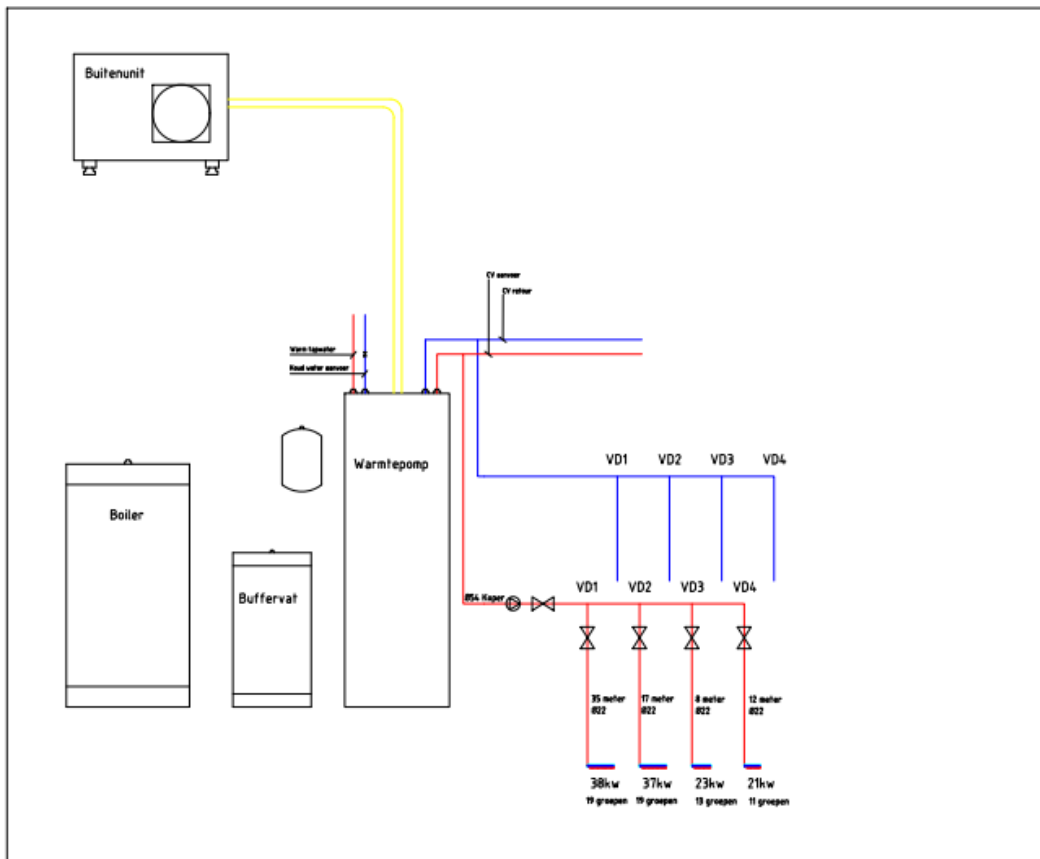 Buitenunit
CV aanvoer
CV retour
Warm tapwater
Koud water aanvoer
Warmtepomp
Boiler
Buffervat
VD1 VD2 VD3 VD4
VD1 VD2 VD3 VD4
Ø54 Koper
35 meter 17 meter 8 meter 12 meter
Ø22 Ø22 Ø22 Ø22
38kw 37kw 23kw 21kw
19 groepen 19 groepen 13 groepen 11 groepen